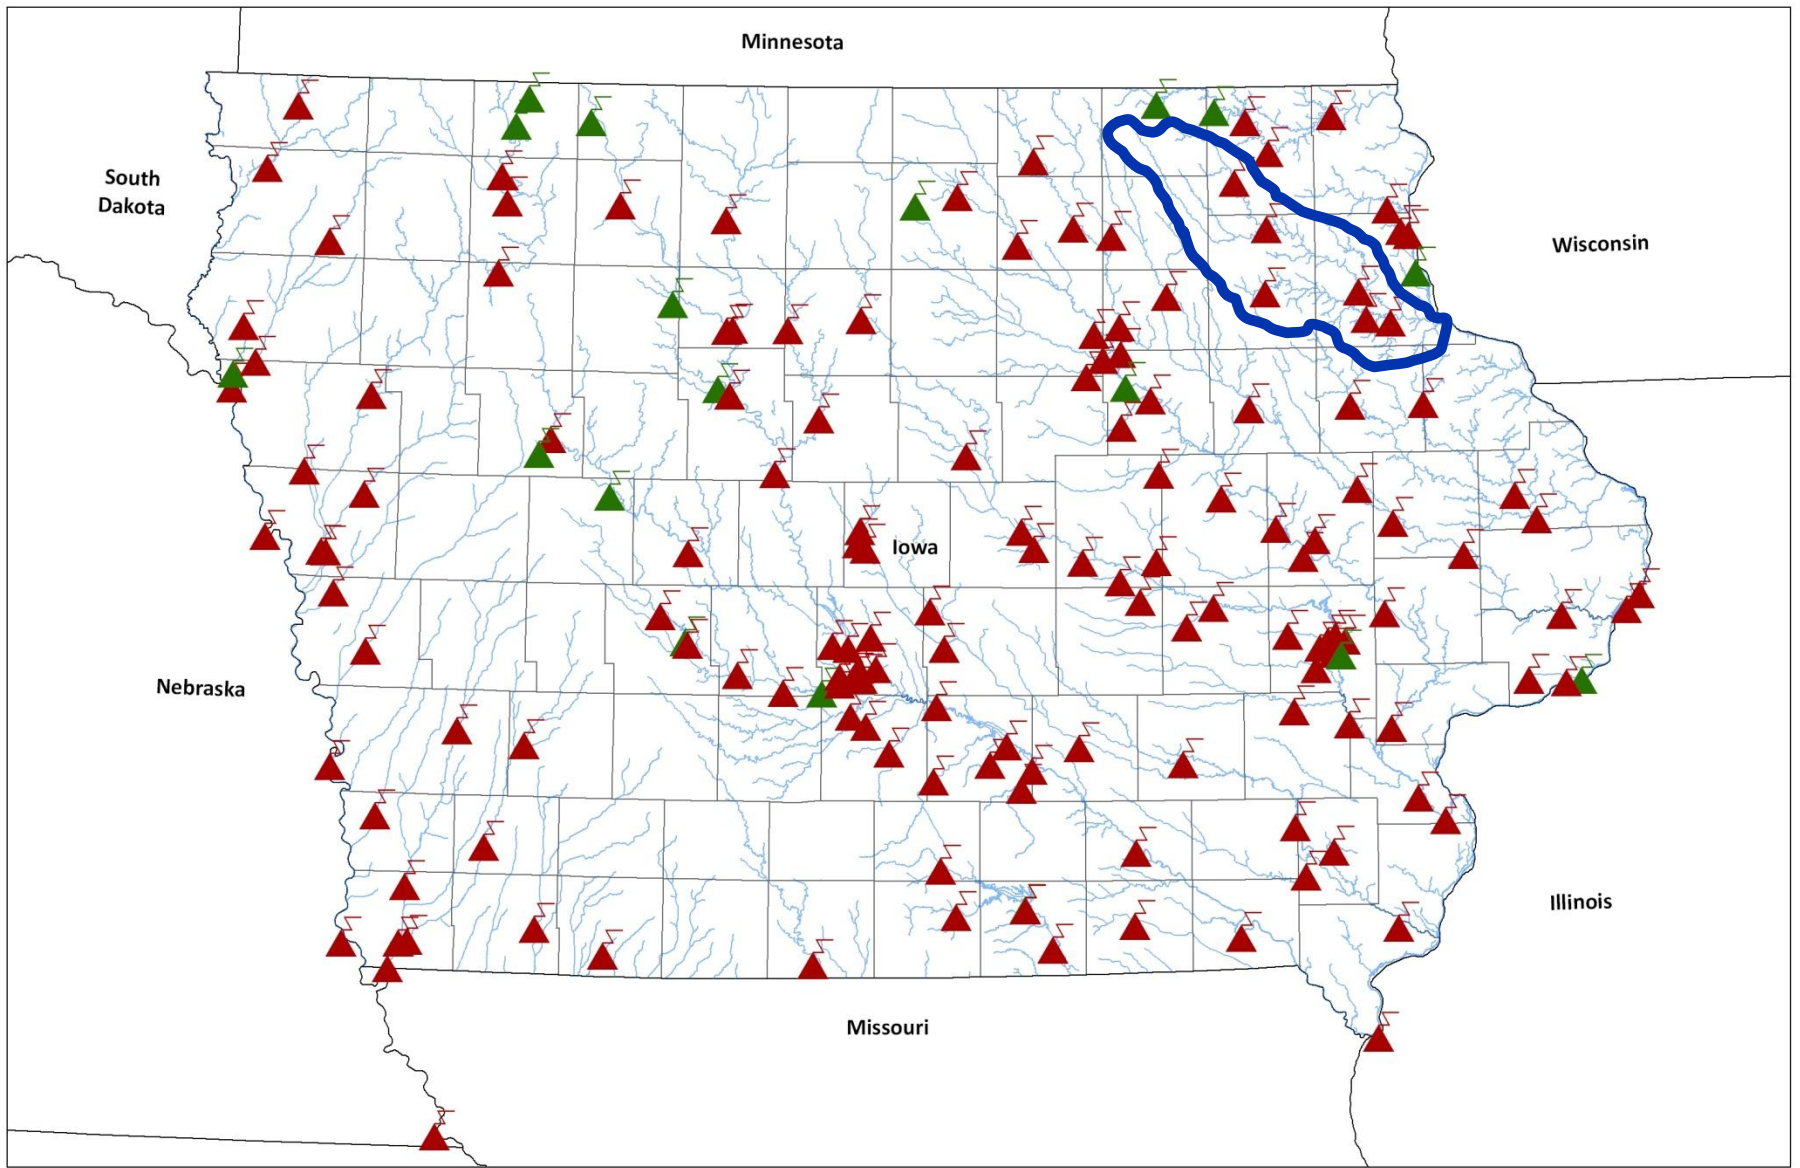 Minnesota
South
Dakota
Wisconsin
Iowa
Nebraska
Illinois
Missouri